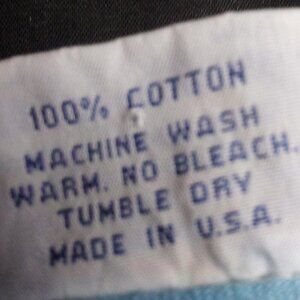 100% COTTON
MACHINE WASH
WARM. NO BLEACH.
TUMBLE DRY
MADE IN U.S.A.